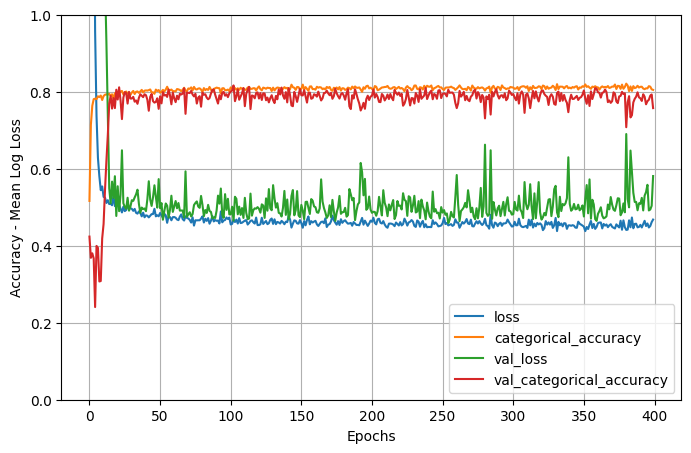 1.0
0.8
0.6
0.4
0.2
0.0
Accuracy - Mean Log Loss
0 50 100 150 200 250 300 350 400
Epochs
loss
categorical_accuracy
val_loss
val_categorical_accuracy